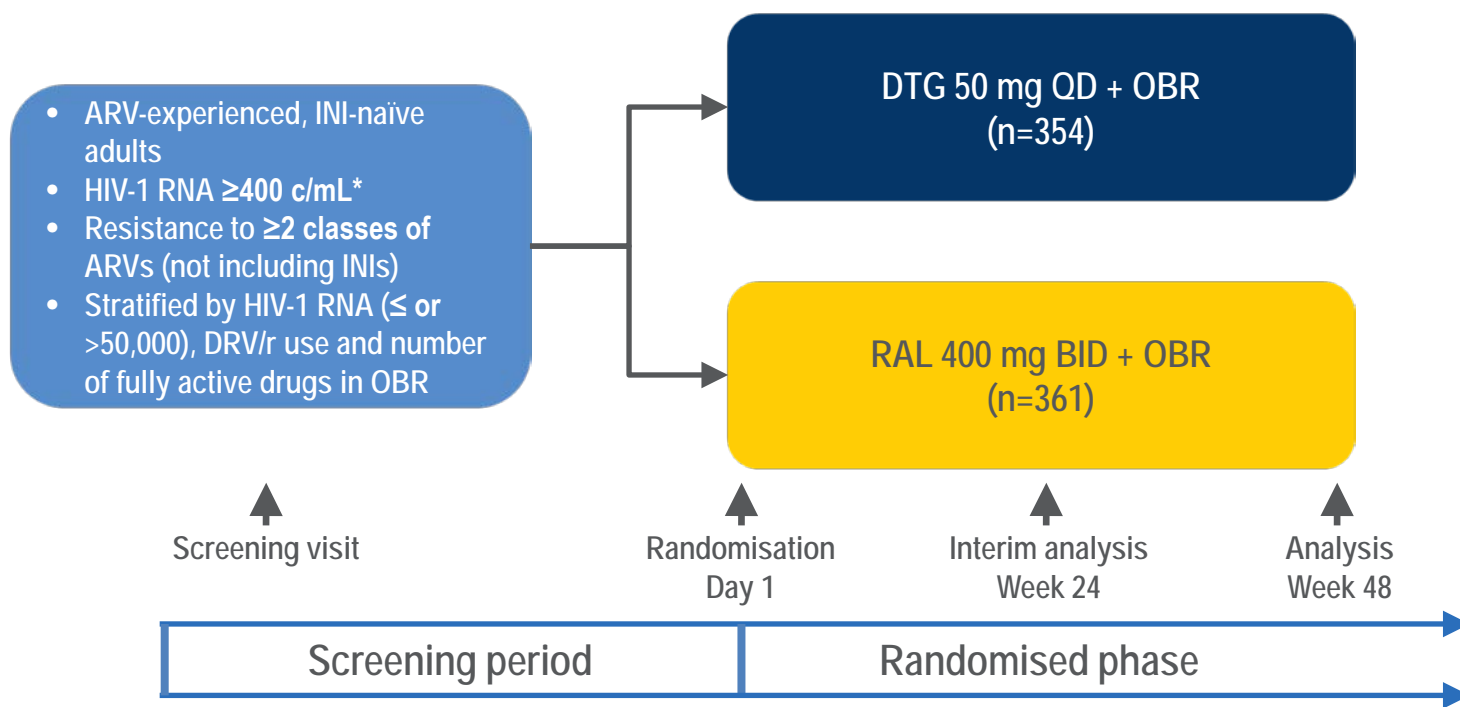 • ARV-experienced, INI-naïve
adults
• HIV-1 RNA ≥400 c/mL*
• Resistance to ≥2 classes of
ARVs (not including INIs)
• Stratified by HIV-1 RNA (≤ or
>50,000), DRV/r use and number
of fully active drugs in OBR
DTG 50 mg QD + OBR
(n=354)
RAL 400 mg BID + OBR
(n=361)
Screening visit
Randomisation
Day 1
Interim analysis
Week 24
Analysis
Week 48
Screening period
Randomised phase